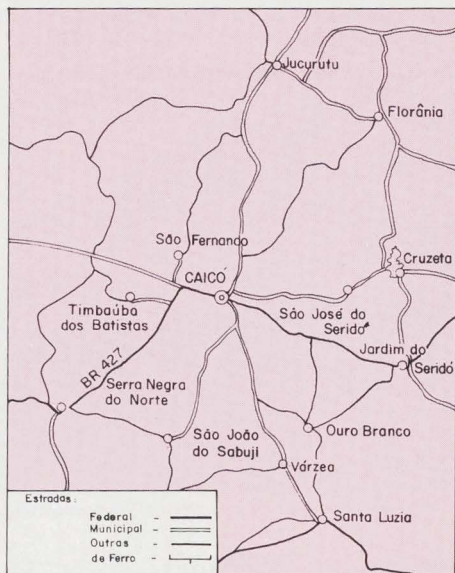 Jucurutu
Florânia
São Fernando
Cruzeta
CAICÓ
Timbaúba
dos Batistas
São José do
Seridó
Jardim do
Seridó
BR 427
Serra Negra
do Norte
São João
do Sabuji
Ouro Branco
Várzea
Santa Luzia
Estradas:
Federal -
Municipal -
Outras -
de Ferro -